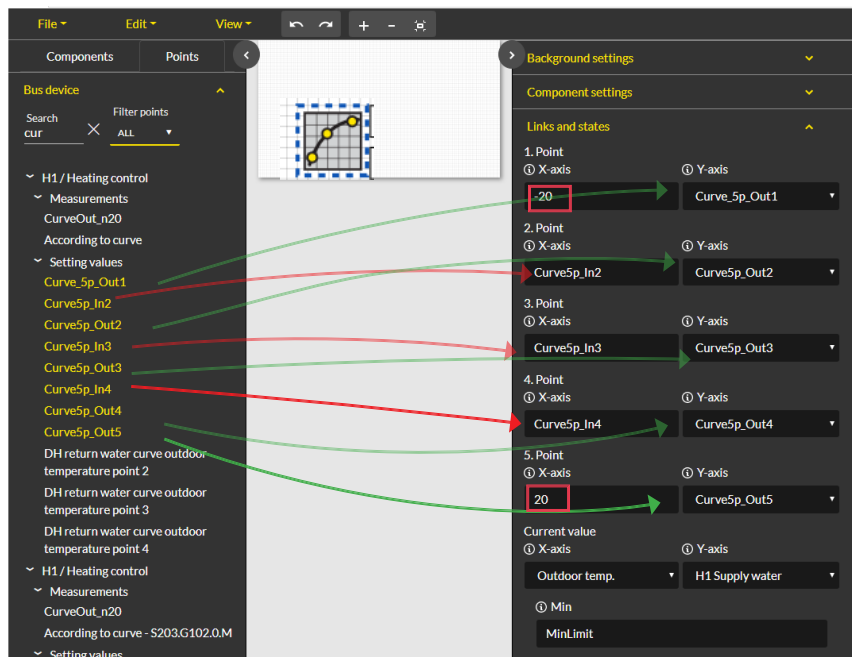 File Edit View
Components Points
Bus device
Search
Filter points
cur
ALL
H1 / Heating control
Measurements
CurveOut_n20
According to curve
Setting values
Curve_5p_Out1
Curve5p_In2
Curve5p_Out2
Curve5p_In3
Curve5p_Out3
Curve5p_In4
Curve5p_Out4
Curve5p_Out5
DH return water curve outdoor
temperature point 2
DH return water curve outdoor
temperature point 3
DH return water curve outdoor
temperature point 4
H1 / Heating control
Measurements
CurveOut_n20
According to curve - S203.G102.0.M
Setting values
Background settings
Component settings
Links and states
1. Point
X-axis Y-axis
-20 Curve_5p_Out1
2. Point
X-axis Y-axis
Curve5p_In2 Curve5p_Out2
3. Point
X-axis Y-axis
Curve5p_In3 Curve5p_Out3
4. Point
X-axis Y-axis
Curve5p_In4 Curve5p_Out4
5. Point
X-axis Y-axis
20 Curve5p_Out5
Current value
X-axis Y-axis
Outdoor temp. H1 Supply water
Min
MinLimit